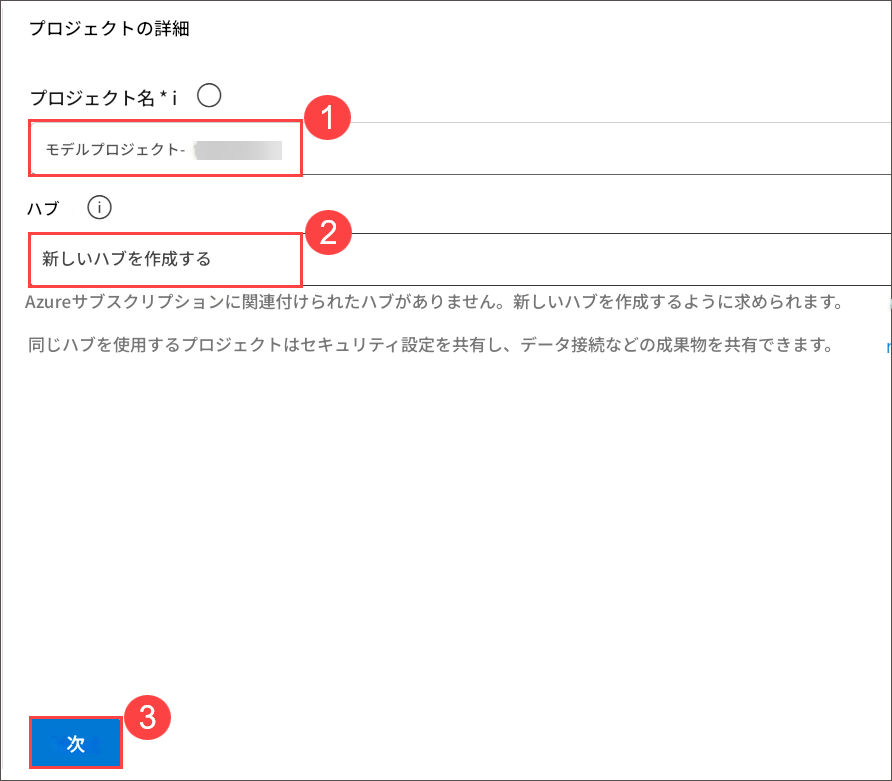 プロジェクトの詳細
プロジェクト名 * i
1
モデルプロジェクト-
ハブ i
2
新しいハブを作成する
Azureサブスクリプションに関連付けられたハブがありません。新しいハブを作成するように求められます。
同じハブを使用するプロジェクトはセキュリティ設定を共有し、データ接続などの成果物を共有できます。
3
次